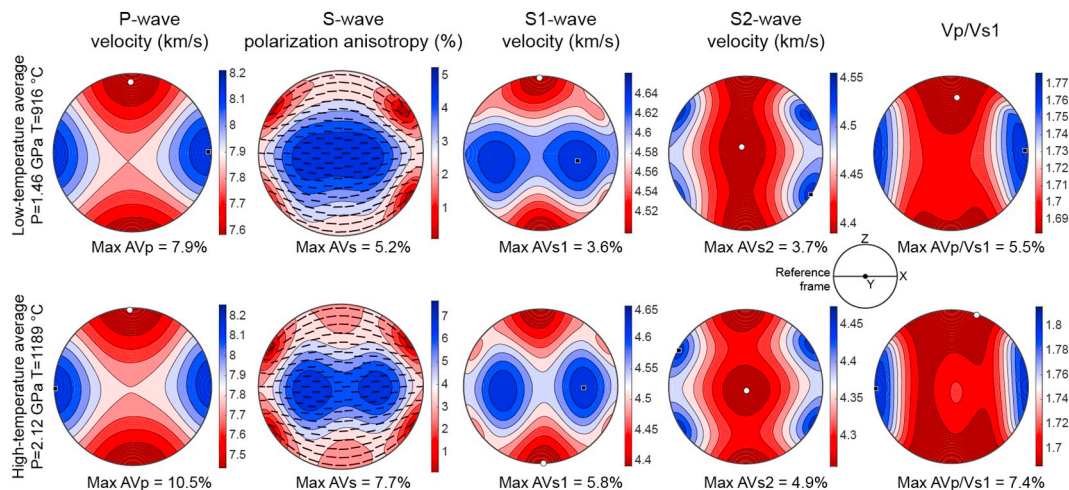 P-wave
velocity (km/s)
S-wave
polarization anisotropy (%)
S1-wave
velocity (km/s)
S2-wave
velocity (km/s)
Vp/Vs1
Low-temperature average
P=1.46 GPa T=916 °C
8.2
8.1
8
7.9
7.8
7.7
7.6
5
4
3
2
1
4.64
4.62
4.6
4.58
4.56
4.54
4.52
4.55
4.5
4.45
4.4
1.77
1.76
1.75
1.74
1.73
1.72
1.71
1.7
1.69
Max AVp = 7.9%
Max AVs = 5.2%
Max AVs1 = 3.6%
Max AVs2 = 3.7%
Max AVp/Vs1 = 5.5%
Z
Reference
frame
X
Y
High-temperature average
P=2.12 GPa T=1189 °C
8.2
8.1
8
7.9
7.8
7.7
7.6
7.5
7
6
5
4
3
2
1
4.65
4.6
4.55
4.5
4.45
4.4
4.45
4.4
4.35
4.3
1.8
1.78
1.76
1.74
1.72
1.7
Max AVp = 10.5%
Max AVs = 7.7%
Max AVs1 = 5.8%
Max AVs2 = 4.9%
Max AVp/Vs1 = 7.4%